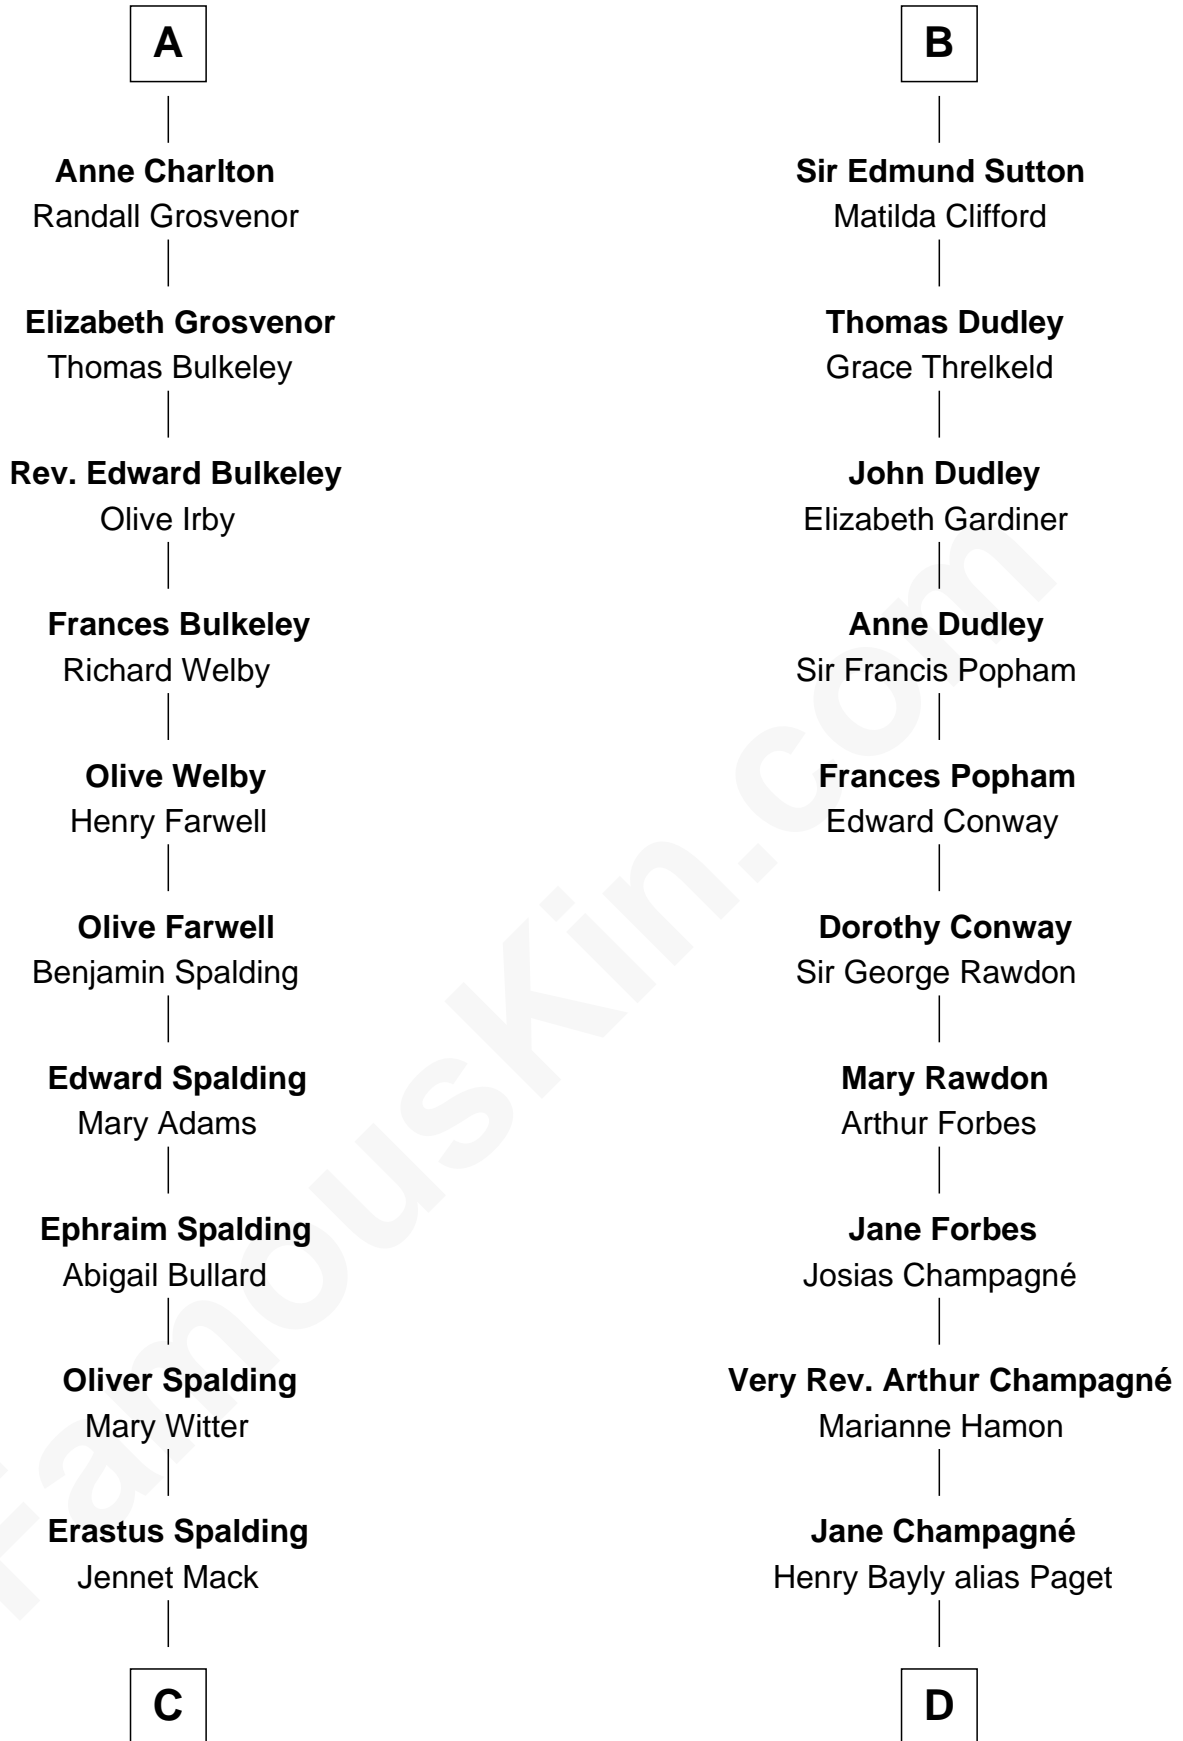 A
Anne Charlton
Randall Grosvenor
Elizabeth Grosvenor
Thomas Bulkeley
Rev. Edward Bulkeley
Olive Irby
Frances Bulkeley
Richard Welby
Olive Welby
Henry Farwell
Olive Farwell
Benjamin Spalding
Edward Spalding
Mary Adams
Ephraim Spalding
Abigail Bullard
Oliver Spalding
Mary Witter
Erastus Spalding
Jennet Mack
C
B
Sir Edmund Sutton
Matilda Clifford
Thomas Dudley
Grace Threlkeld
John Dudley
Elizabeth Gardiner
Anne Dudley
Sir Francis Popham
Frances Popham
Edward Conway
Dorothy Conway
Sir George Rawdon
Mary Rawdon
Arthur Forbes
Jane Forbes
Josias Champagné
Very Rev. Arthur Champagné
Marianne Hamon
Jane Champagné
Henry Bayly alias Paget
D
FamousKin.com